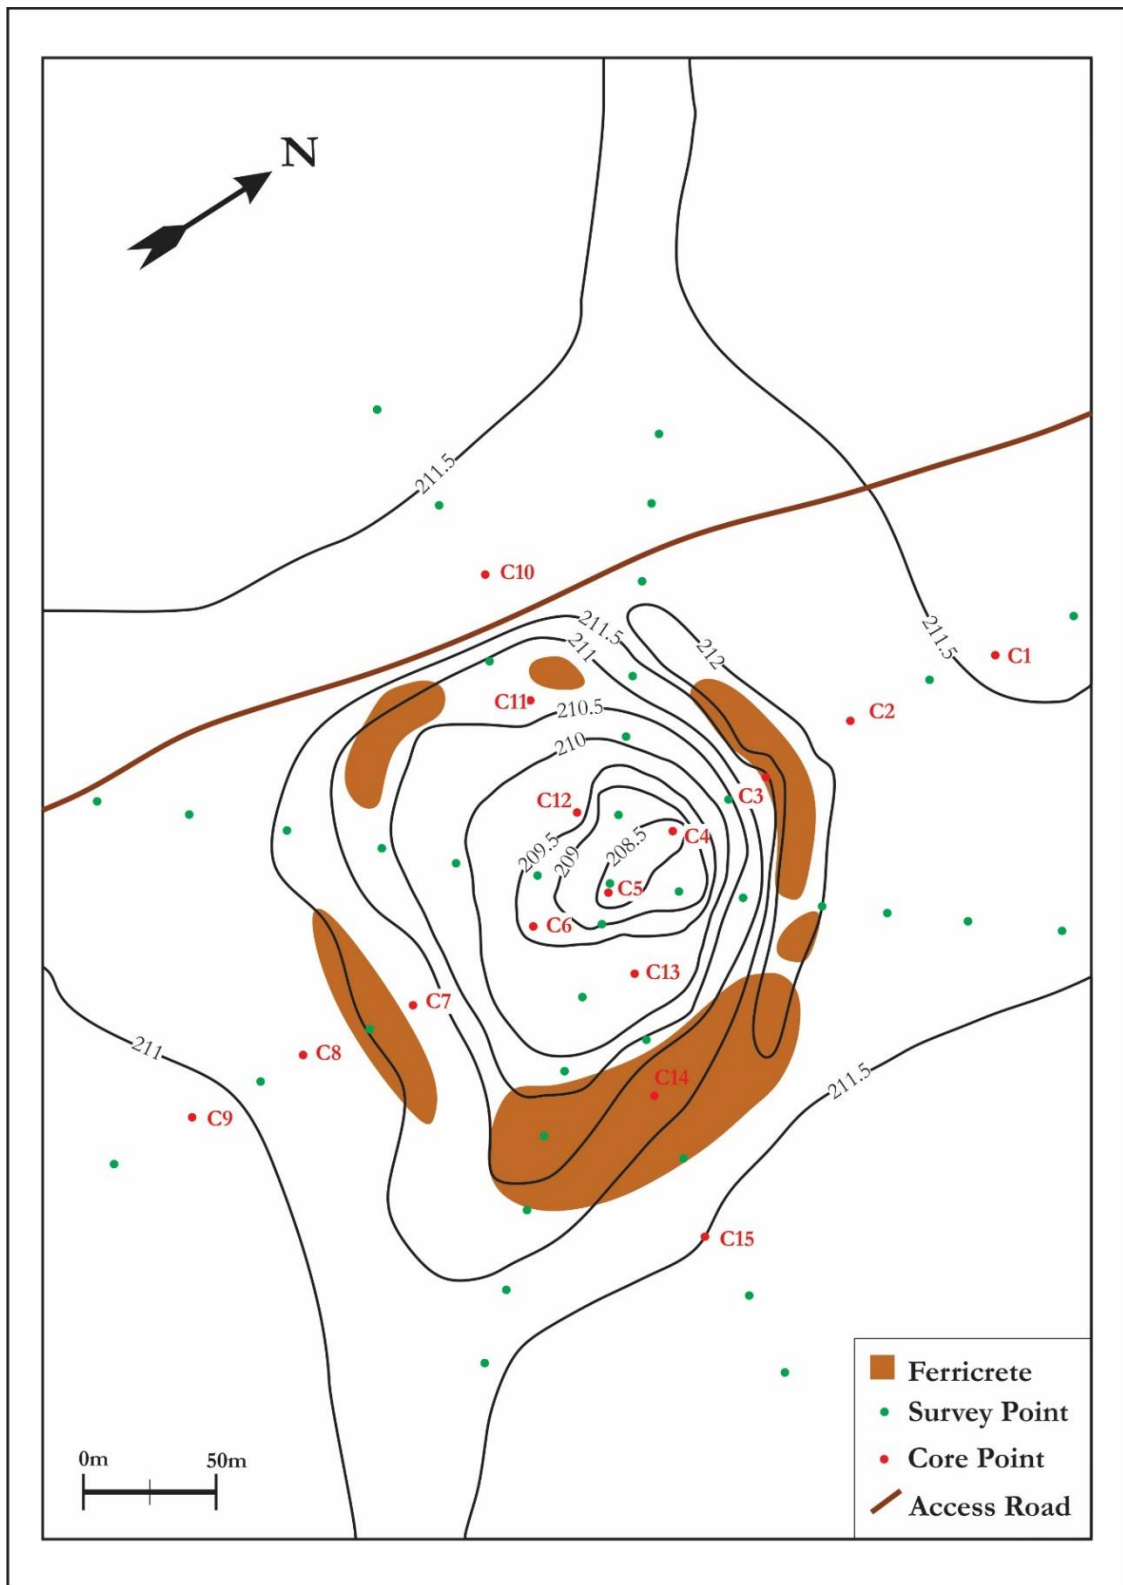 N
211.5
C10
211.5
211
212
211.5
C1
C11
210.5
C2
210
C12
C3
C4
209.5
209
208.5
C5
C6
C13
C7
211
C8
C14
211.5
C9
C15
Ferricrete
Survey Point
Core Point
Access Road
0m 50m